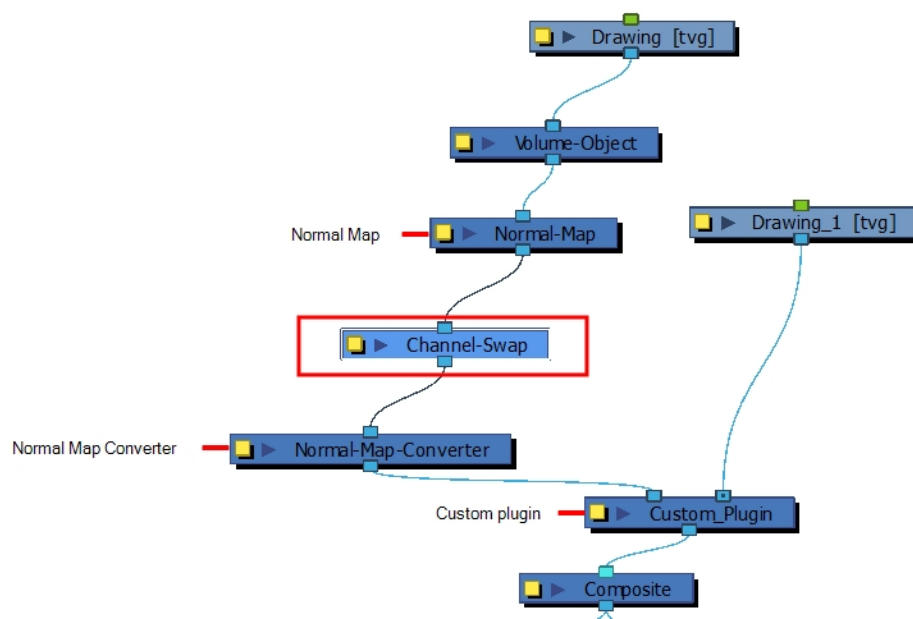 Drawing [tvg]
Volume-Object
Normal Map
Normal-Map
Drawing_1 [tvg]
Channel-Swap
Normal Map Converter
Normal-Map-Converter
Custom plugin
Custom_Plugin
Composite